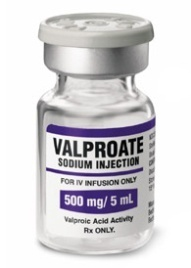 VALPROATE
SODIUM INJECTION
FOR IV INFUSION ONLY
500 mg/ 5 mL
Valproic Acid Activity
Rx ONLY.